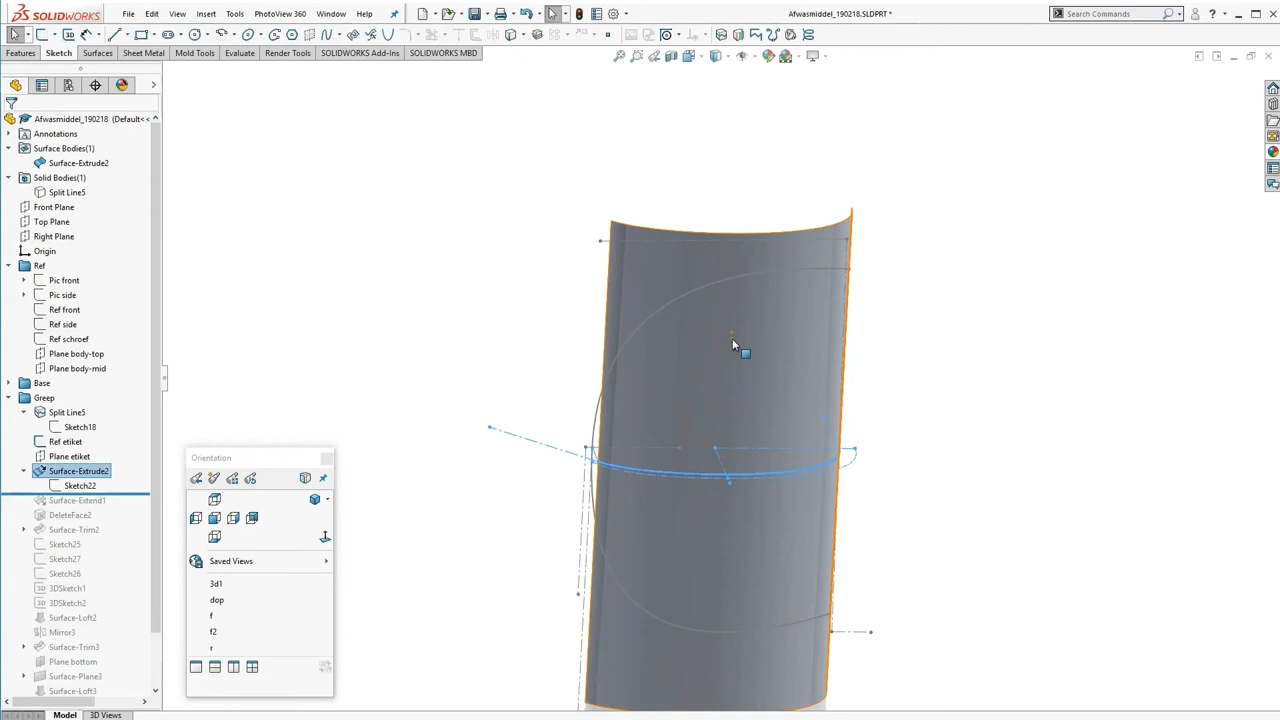 SOLIDWORKS File Edit View Insert Tools PhotoView 360 Window Help Afwasmiddel_190218.SLDPRT * Search Commands
Features Sketch Surfaces Sheet Metal Mold Tools Evaluate Render Tools SOLIDWORKS Add-Ins SOLIDWORKS MBD
Afwasmiddel_190218 (Default<<
Annotations
Surface Bodies(1)
Surface-Extrude2
Solid Bodies(1)
Split Line5
Front Plane
Top Plane
Right Plane
Origin
Ref
Pic front
Pic side
Ref front
Ref side
Ref schroef
Plane body-top
Plane body-mid
Base
Greep
Split Line5
Sketch18
Ref etiket
Plane etiket
Surface-Extrude2
Sketch22
Surface-Extend1
DeleteFace2
Surface-Trim2
Sketch25
Sketch27
Sketch26
3DSketch1
3DSketch2
Surface-Loft2
Mirror3
Surface-Trim3
Plane bottom
Surface-Plane3
Surface-Loft3
Orientation
Saved Views
3d1
dop
f
f2
r
Model 3D Views